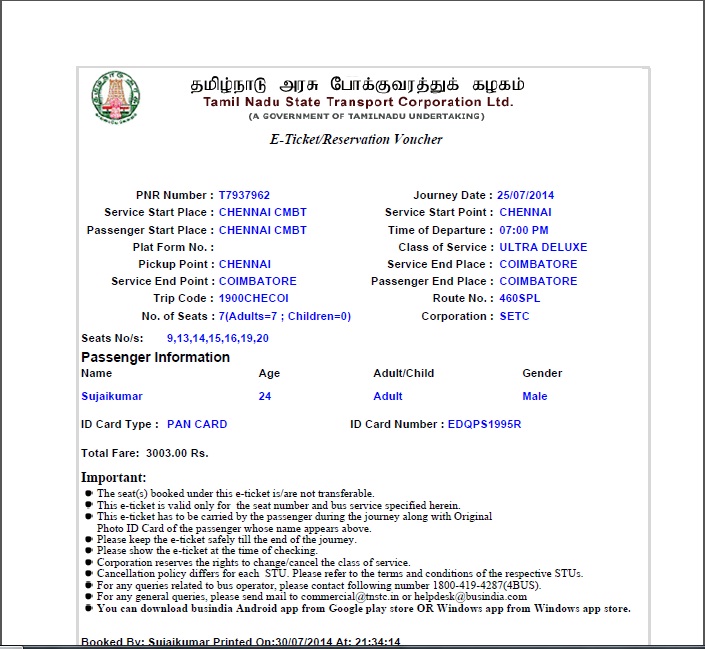 தமிழ்நாடு அரசு போக்குவரத்துக் கழகம்
Tamil Nadu State Transport Corporation Ltd.
(A GOVERNMENT OF TAMILNADU UNDERTAKING)
E-Ticket/Reservation Voucher
PNR Number : T7937962 Journey Date : 25/07/2014
Service Start Place : CHENNAI CMBT Service Start Point : CHENNAI
Passenger Start Place : CHENNAI CMBT Time of Departure : 07:00 PM
Plat Form No. : Class of Service : ULTRA DELUXE
Pickup Point : CHENNAI Service End Place : COIMBATORE
Service End Point : COIMBATORE Passenger End Place : COIMBATORE
Trip Code : 1900CHECOI Route No. : 460SPL
No. of Seats : 7(Adults=7 ; Children=0) Corporation : SETC
Seats No/s: 9,13,14,15,16,19,20
Passenger Information
Name Age Adult/Child Gender
Sujaikumar 24 Adult Male
ID Card Type : PAN CARD ID Card Number : EDQPS1995R
Total Fare: 3003.00 Rs.
Important:
The seat(s) booked under this e-ticket is/are not transferable.
This e-ticket is valid only for the seat number and bus service specified herein.
This e-ticket has to be carried by the passenger during the journey along with Original
Photo ID Card of the passenger whose name appears above.
Please keep the e-ticket safely till the end of the journey.
Please show the e-ticket at the time of checking.
Corporation reserves the rights to change/cancel the class of service.
Cancellation policy differs for each STU. Please refer to the terms and conditions of the respective STUs.
For any queries related to bus operator, please contact following number 1800-419-4287(4BUS).
For any general queries, please send mail to commercial@tnstc.in or helpdesk@busindia.com
You can download busindia Android app from Google play store OR Windows app from Windows app store.
Booked By: Sujaikumar Printed On:30/07/2014 At: 21:34:14